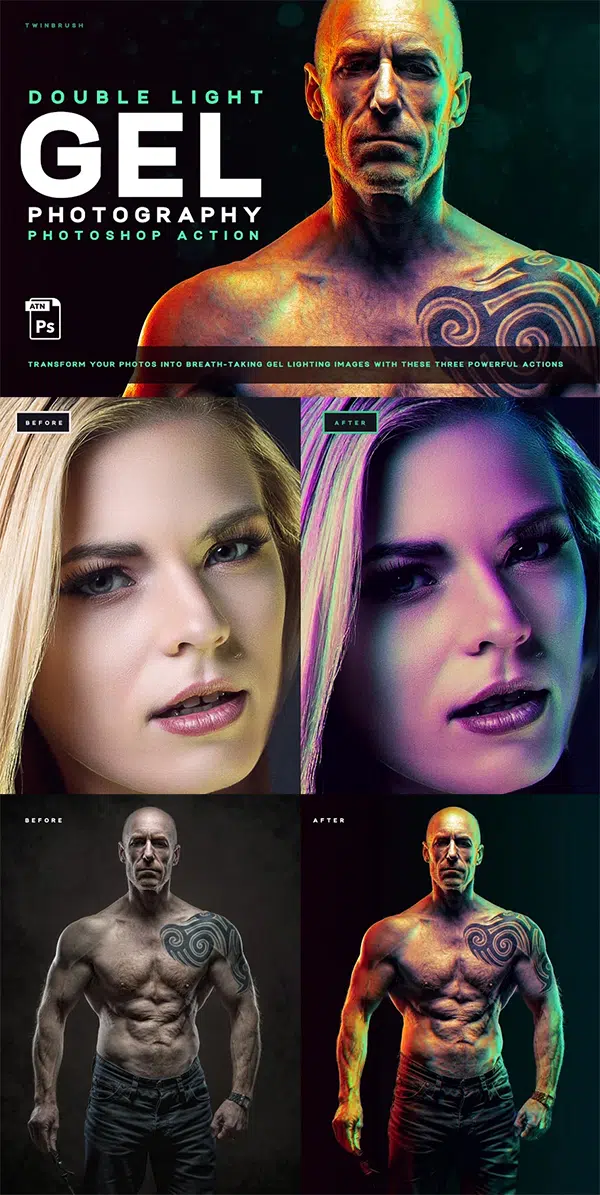 TWINBRUSH
DOUBLE LIGHT
GEL
PHOTOGRAPHY
PHOTOSHOP ACTION
ATN
Ps
TRANSFORM YOUR PHOTOS INTO BREATH-TAKING GEL LIGHTING IMAGES WITH THESE THREE POWERFUL ACTIONS
BEFORE
AFTER
BEFORE
AFTER